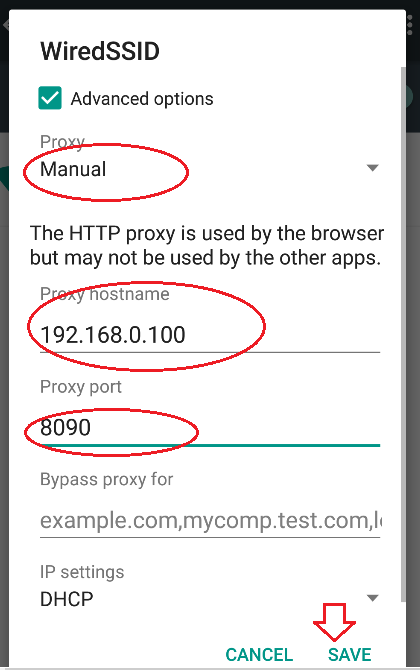 WiredSSID
Advanced options
Proxy
Manual
The HTTP proxy is used by the browser
but may not be used by the other apps.
Proxy hostname
192.168.0.100
Proxy port
8090
Bypass proxy for
example.com,mycomp.test.com,l
IP settings
DHCP
CANCEL SAVE